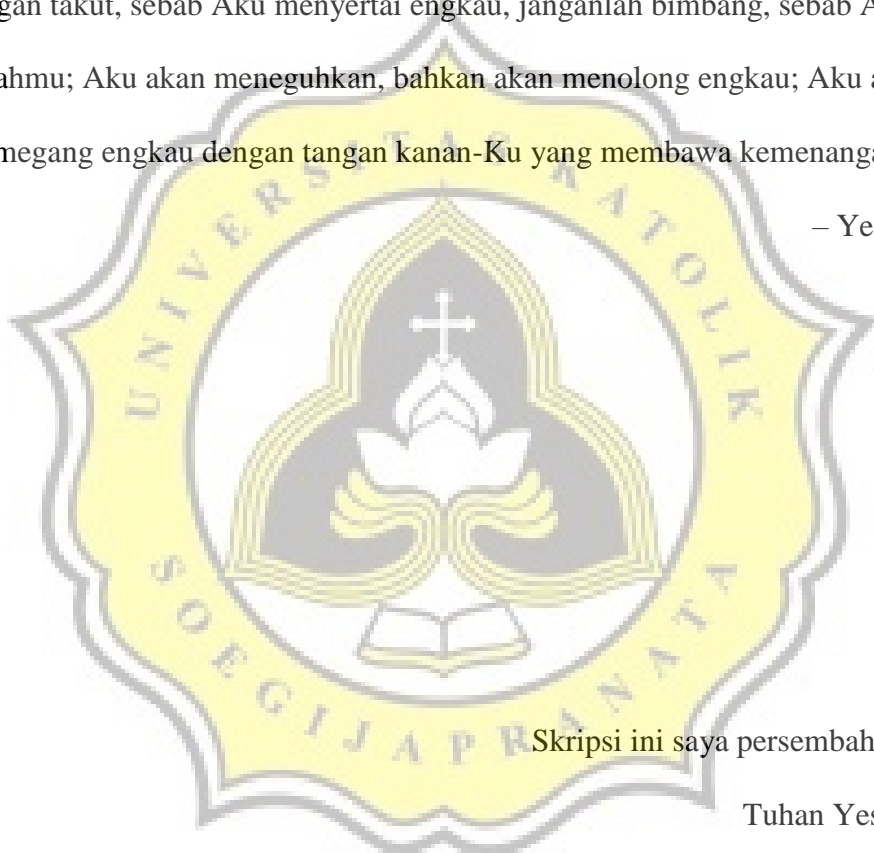 gan takut, sebab Aku menyertai engkau, janganlah bimbang, sebab A
ahmu; Aku akan meneguhkan, bahkan akan menolong engkau; Aku a
megang engkau dengan tangan kanan-Ku yang membawa kemenanga
– Ye
UNIVERSITAS KATOLIK
SOEGIJAPRANATA
Skripsi ini saya persembah
Tuhan Yes